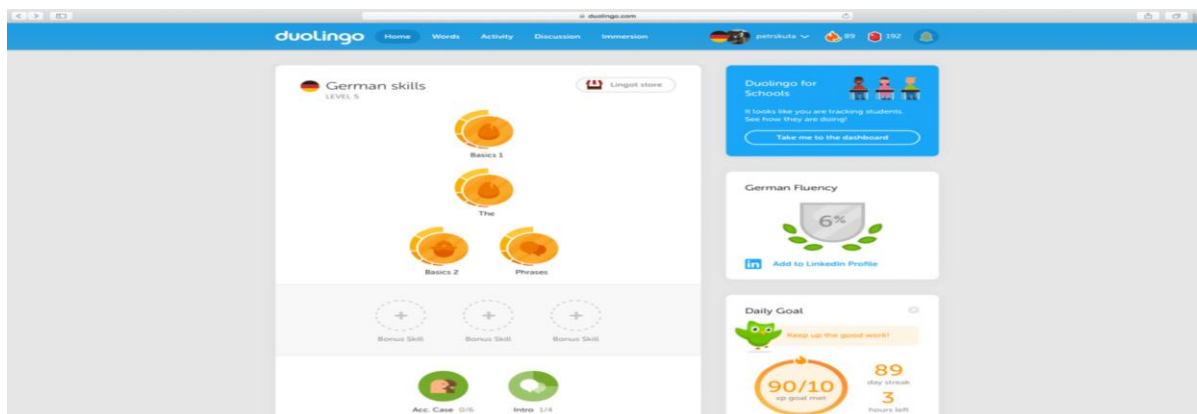 duolingo.com
duolingo Home Words Activity Discussion Immersion petrskuta 89 192
German skills
LEVEL 5
Lingot store
Basics 1
The
Basics 2 Phrases
Bonus Skill Bonus Skill Bonus Skill
Acc. Case 0/6 Intro 1/4
Duolingo for
Schools
It looks like you are tracking students.
See how they are doing!
Take me to the dashboard
German Fluency
6%
in Add to LinkedIn Profile
Daily Goal
Keep up the good work!
90/10
xp goal met
89
day streak
3
hours left